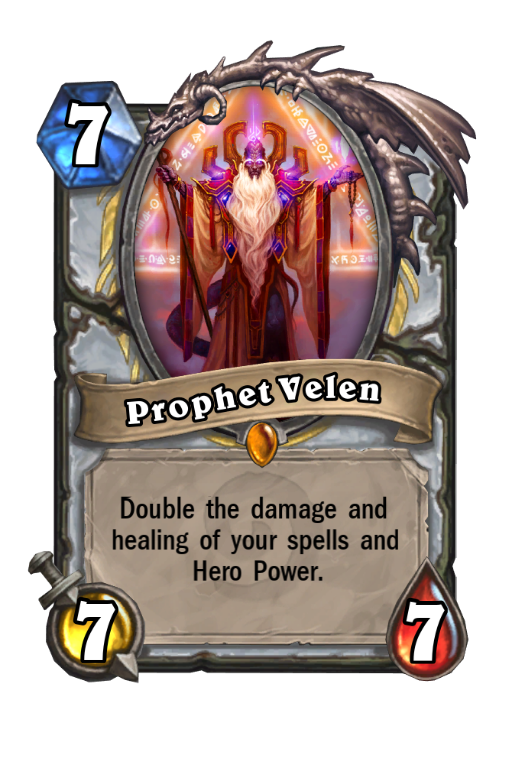 7
Prophet Velen
Double the damage and
healing of your spells and
Hero Power.
7
7